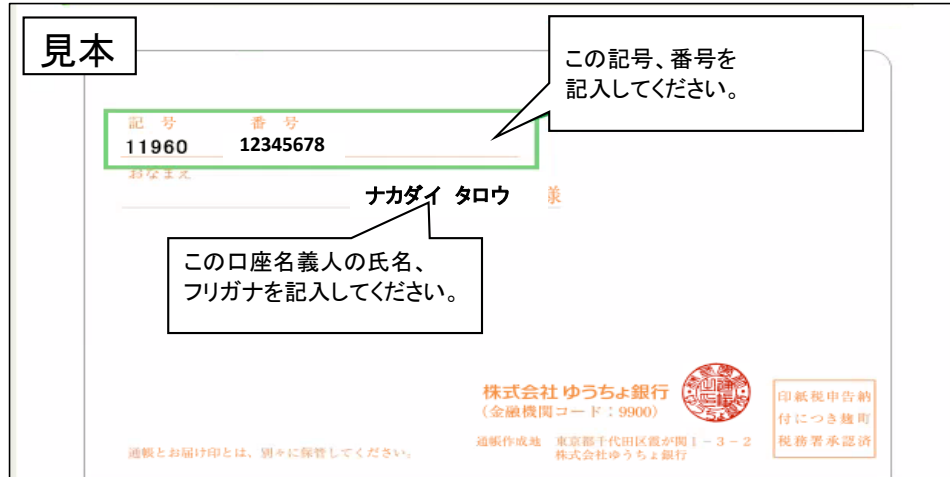 見本
この記号、番号を
記入してください。
記 号 番 号
11960 12345678
おなまえ
ナカダイ タロウ 様
この口座名義人の氏名、
フリガナを記入してください。
株式会社 ゆうちょ銀行
(金融機関コード：9900)
印紙税申告納
付につき麹町
税務署承認済
通帳作成地 東京都千代田区霞が関1－3－2
株式会社ゆうちょ銀行
通帳とお届け印とは、別々に保管してください。